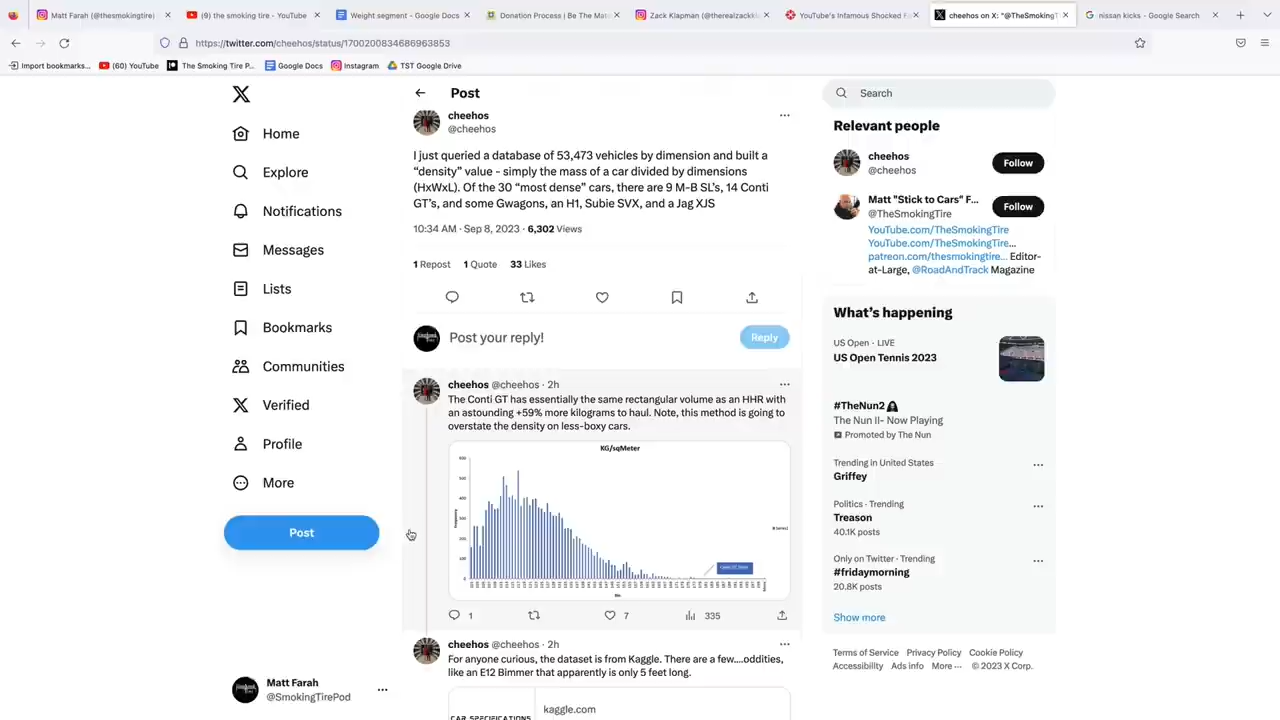 Matt Farah (@thesmokingtire)
(9) the smoking tire - YouTube
Weight segment - Google Docs
Donation Process | Be The Mat
Zack Klapman (@therealzackk
YouTube's Infamous Shocked F
cheehos on X: "@TheSmokingT
nissan kicks - Google Search
https://twitter.com/cheehos/status/1700200834686963853
Import bookmarks...
(60) YouTube
The Smoking Tire P...
Google Docs
Instagram
TST Google Drive
Home
Explore
Notifications
Messages
Lists
Bookmarks
Communities
Verified
Profile
More
Post
Matt Farah
@SmokingTirePod
Post
cheehos
@cheehos
I just queried a database of 53,473 vehicles by dimension and built a
“density” value - simply the mass of a car divided by dimensions
(HxWxL). Of the 30 “most dense” cars, there are 9 M-B SL’s, 14 Conti
GT’s, and some Gwagons, an H1, Subie SVX, and a Jag XJS
10:34 AM · Sep 8, 2023 · 6,302 Views
1 Repost 1 Quote 33 Likes
Post your reply!
Reply
cheehos @cheehos · 2h
The Conti GT has essentially the same rectangular volume as an HHR with
an astounding +59% more kilograms to haul. Note, this method is going to
overstate the density on less-boxy cars.
KG/sqMeter
Frequency
1 7 335
cheehos @cheehos · 2h
For anyone curious, the dataset is from Kaggle. There are a few....oddities,
like an E12 Bimmer that apparently is only 5 feet long.
CAR SPECIFICATIONS
kaggle.com
Search
Relevant people
cheehos
@cheehos
Follow
Matt "Stick to Cars" F...
@TheSmokingTire
Follow
YouTube.com/TheSmokingTire
YouTube.com/TheSmokingTire...
patreon.com/thesmokingtire... Editor-
at-Large, @RoadAndTrack Magazine
What’s happening
US Open · LIVE
US Open Tennis 2023
#TheNun2
The Nun II- Now Playing
Promoted by The Nun
Trending in United States
Griffey
Politics · Trending
Treason
40.1K posts
Only on Twitter · Trending
#fridaymorning
20.8K posts
Show more
Terms of Service Privacy Policy Cookie Policy
Accessibility Ads info More ··· © 2023 X Corp.